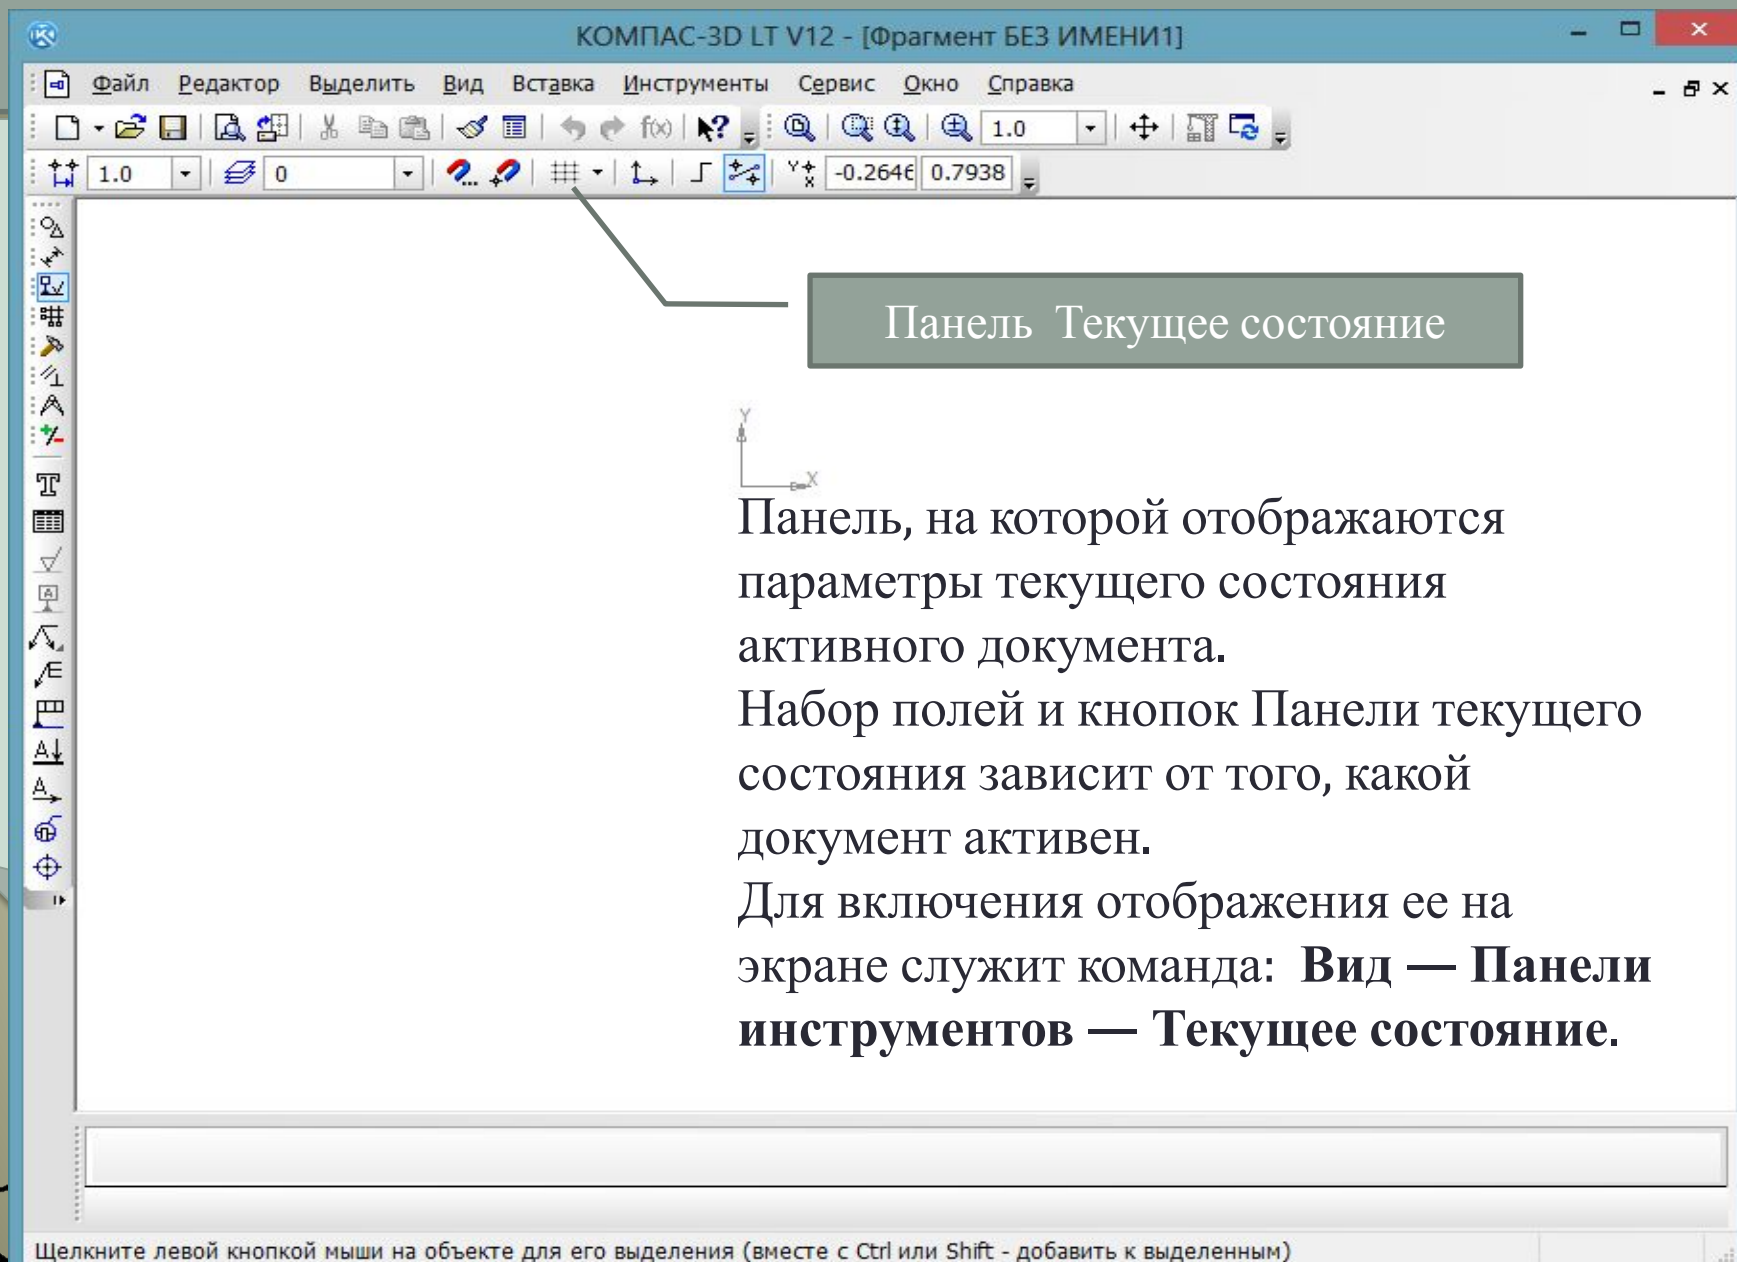 КОМПАС-3D LT V12 - [Фрагмент БЕЗ ИМЕНИ1]
Файл Редактор Выделить Вид Вставка Инструменты Сервис Окно Справка
f(x) ? 1.0
1.0 0 Y X -0.2646 0.7938
Панель Текущее состояние
Y
X
Панель, на которой отображаются
параметры текущего состояния
активного документа.
Набор полей и кнопок Панели текущего
состояния зависит от того, какой
документ активен.
Для включения отображения ее на
экране служит команда: Вид — Панели
инструментов — Текущее состояние.
Щелкните левой кнопкой мыши на объекте для его выделения (вместе с Ctrl или Shift - добавить к выделенным)